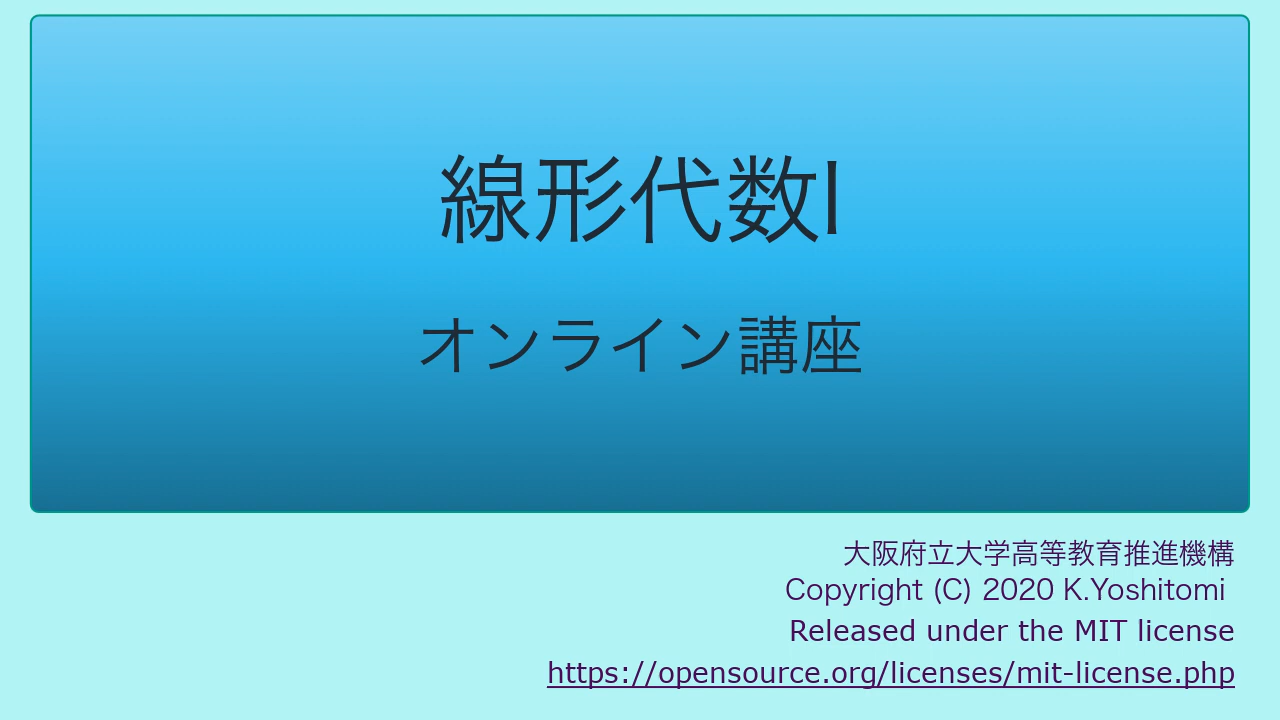 線形代数I
オンライン講座
大阪府立大学高等教育推進機構
Copyright (C) 2020 K.Yoshitomi
Released under the MIT license
https://opensource.org/licenses/mit-license.php